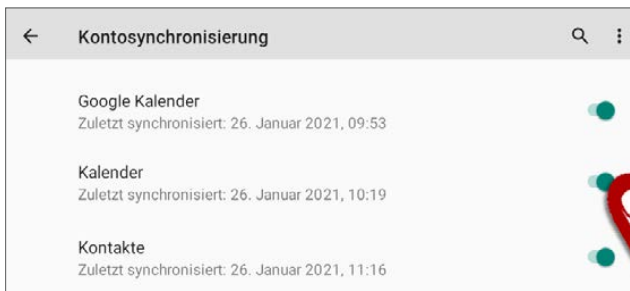 Kontosynchronisierung
Google Kalender
Zuletzt synchronisiert: 26. Januar 2021, 09:53
Kalender
Zuletzt synchronisiert: 26. Januar 2021, 10:19
Kontakte
Zuletzt synchronisiert: 26. Januar 2021, 11:16